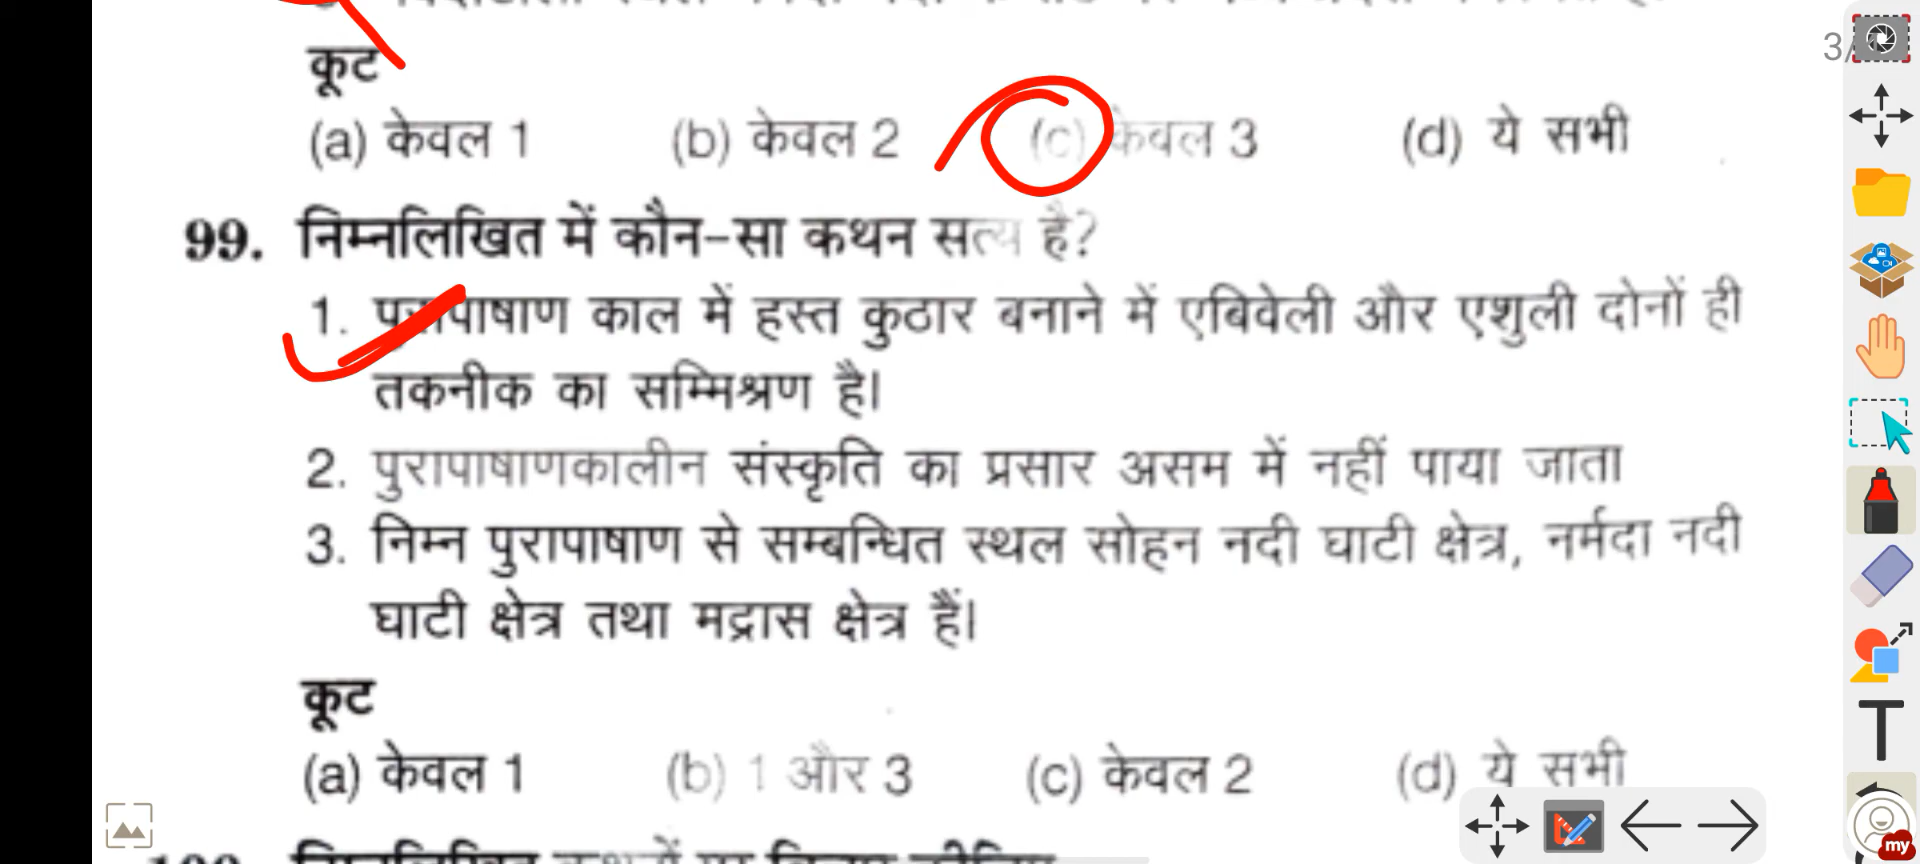 कूट
(a) केवल 1 (b) केवल 2 (c) केवल 3 (d) ये सभी
99. निम्नलिखित में कौन-सा कथन सत्य है?
1. पुरापाषाण काल में हस्त कुठार बनाने में एबिवेली और एशुली दोनों ही
तकनीक का सम्मिश्रण है।
2. पुरापाषाणकालीन संस्कृति का प्रसार असम में नहीं पाया जाता
3. निम्न पुरापाषाण से सम्बन्धित स्थल सोहन नदी घाटी क्षेत्र, नर्मदा नदी
घाटी क्षेत्र तथा मद्रास क्षेत्र हैं।
कूट
(a) केवल 1 (b) 1 और 3 (c) केवल 2 (d) ये सभी
3/
T
my